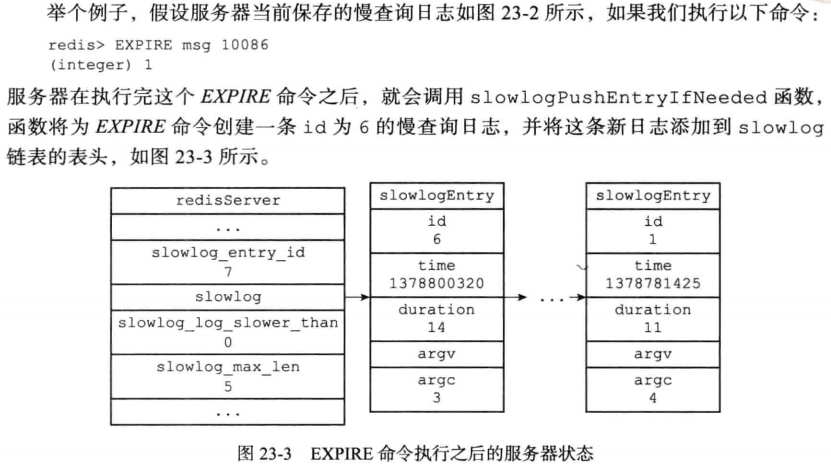 举个例子，假设服务器当前保存的慢查询日志如图 23-2 所示，如果我们执行以下命令：
redis> EXPIRE msg 10086
(integer) 1
服务器在执行完这个 EXPIRE 命令之后，就会调用 slowlogPushEntryIfNeeded 函数，
函数将为 EXPIRE 命令创建一条 id 为 6 的慢查询日志，并将这条新日志添加到 slowlog
链表的表头，如图 23-3 所示。
redisServer
...
slowlog_entry_id
7
slowlog
slowlog_log_slower_than
0
slowlog_max_len
5
...
slowlogEntry
id
6
time
1378800320
duration
14
argv
argc
3
...
slowlogEntry
id
1
time
1378781425
duration
11
argv
argc
4
图 23-3 EXPIRE 命令执行之后的服务器状态